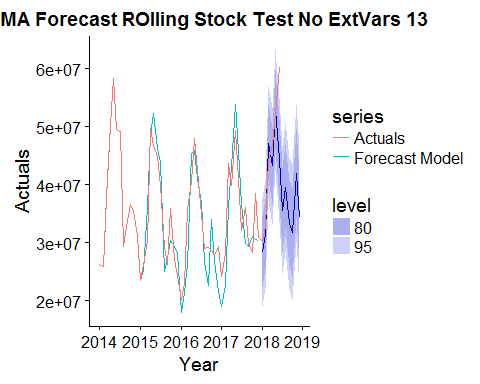 MA Forecast ROlling Stock Test No ExtVars 13
6e+07
5e+07
4e+07
3e+07
2e+07
Actuals
2014 2015 2016 2017 2018 2019
Year
series
Actuals
Forecast Model
level
80
95